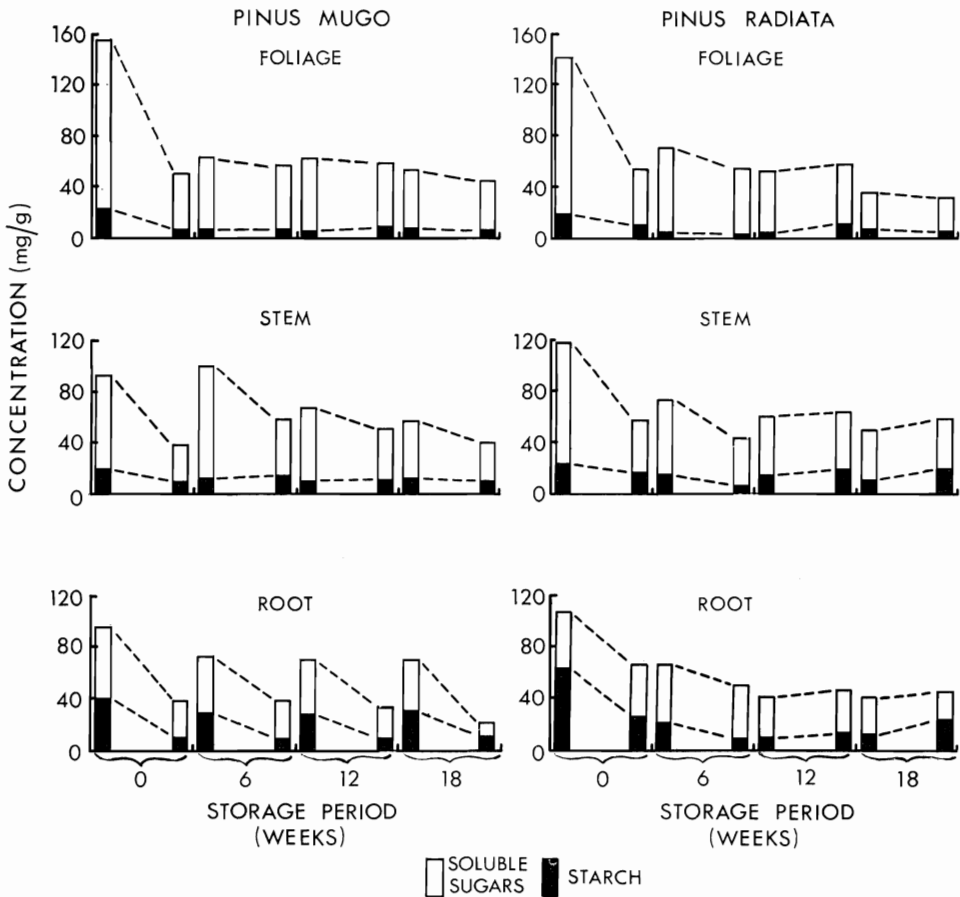 PINUS MUGO
PINUS RADIATA
FOLIAGE
FOLIAGE
160
120
80
40
0
160
120
80
40
0
CONCENTRATION (mg/g)
STEM
STEM
120
80
40
0
120
80
40
0
ROOT
ROOT
120
80
40
0
120
80
40
0
0 6 12 18
0 6 12 18
STORAGE PERIOD
(WEEKS)
STORAGE PERIOD
(WEEKS)
SOLUBLE
SUGARS
STARCH